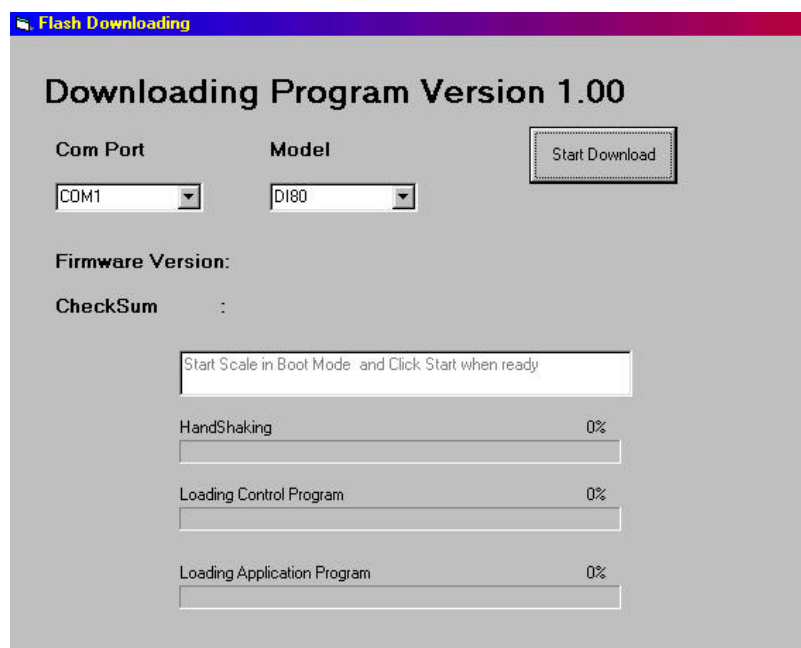 Flash Downloading
Downloading Program Version 1.00
Com Port Model
Start Download
COM1 DI80
Firmware Version:
CheckSum :
Start Scale in Boot Mode and Click Start when ready
HandShaking 0%
Loading Control Program 0%
Loading Application Program 0%